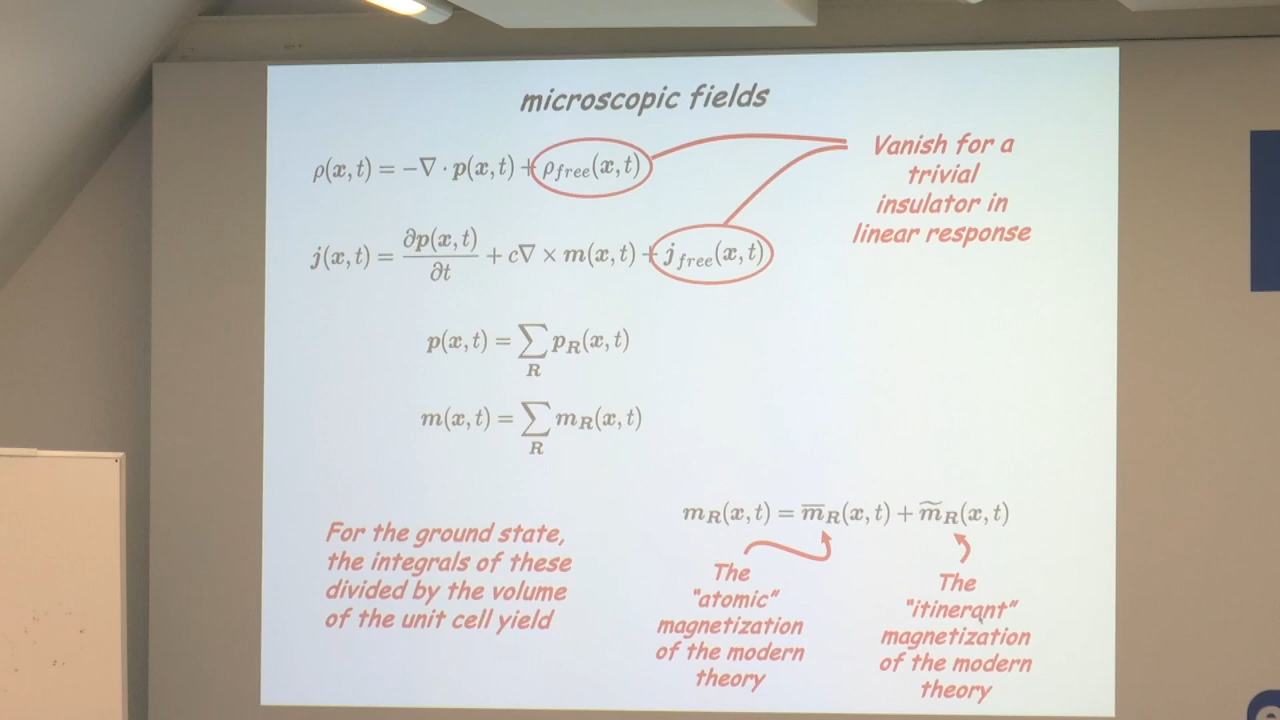 microscopic fields
ρ(x,t) = −∇ · p(x,t) + ρ_free(x,t)
Vanish for a
trivial
insulator in
linear response
j(x,t) = ∂p(x,t)/∂t + c∇ × m(x,t) + j_free(x,t)
p(x,t) = ∑_R p_R(x,t)
m(x,t) = ∑_R m_R(x,t)
m_R(x,t) = m̅_R(x,t) + m̃_R(x,t)
For the ground state,
the integrals of these
divided by the volume
of the unit cell yield
The
"atomic"
magnetization
of the modern
theory
The
"itinerant"
magnetization
of the modern
theory